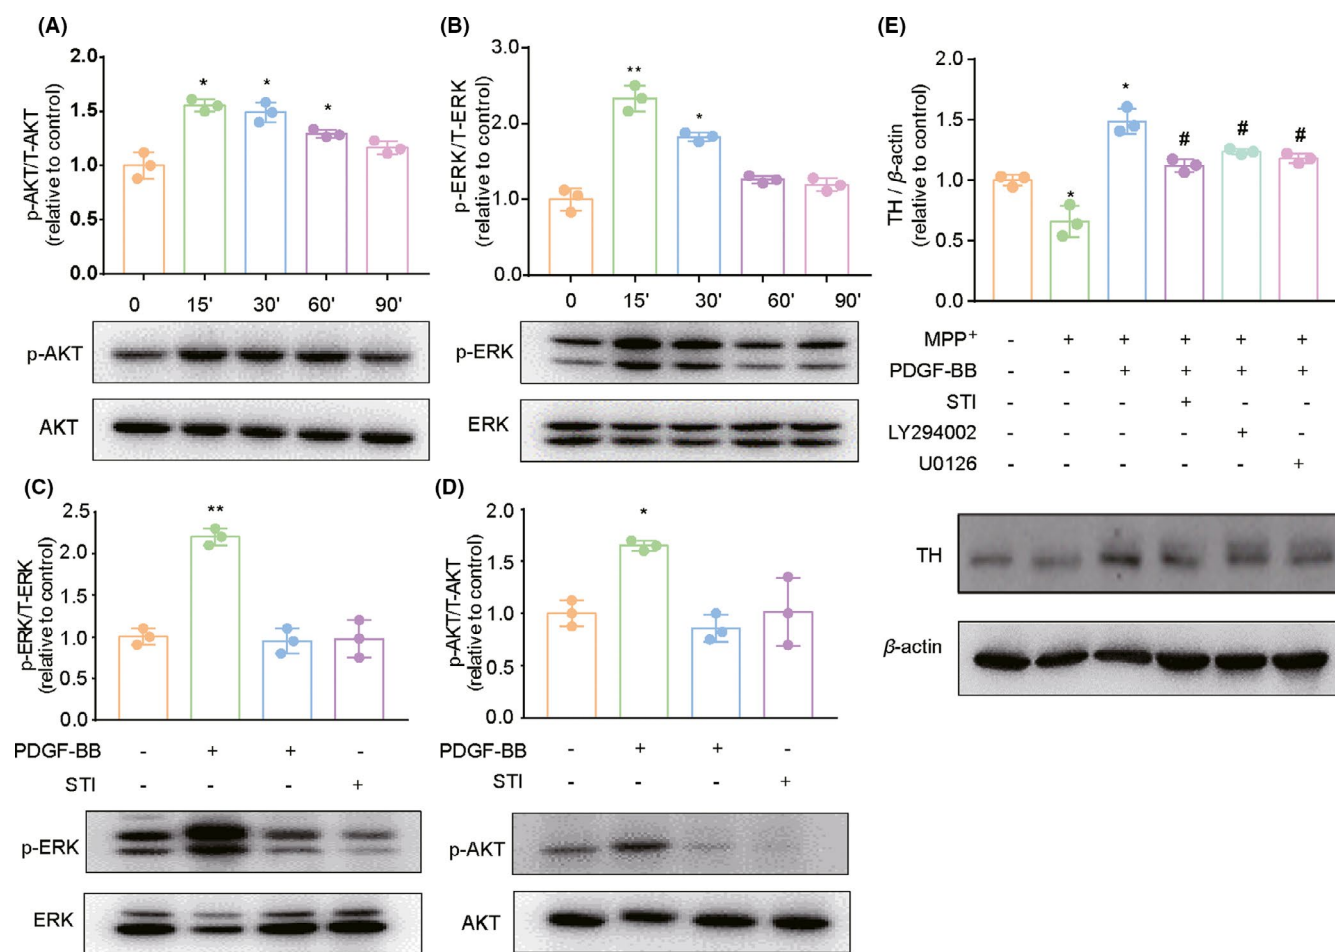 (A)
p-AKT/T-AKT
(relative to control)
2.0
1.5
1.0
0.5
0.0
* * *
0 15' 30' 60' 90'
p-AKT
AKT
(B)
p-ERK/T-ERK
(relative to control)
3.0
2.0
1.0
0.0
** *
0 15' 30' 60' 90'
p-ERK
ERK
(C)
p-ERK/T-ERK
(relative to control)
2.5
2.0
1.5
1.0
0.5
0.0
**
PDGF-BB - + + -
STI - - - +
p-ERK
ERK
(D)
p-AKT/T-AKT
(relative to control)
2.0
1.5
1.0
0.5
0.0
*
PDGF-BB - + + -
STI - - - +
p-AKT
AKT
(E)
TH / β-actin
(relative to control)
2.0
1.5
1.0
0.5
0.0
* * # # #
MPP+ - + + + + +
PDGF-BB - - + + + +
STI - - - + - -
LY294002 - - - - + -
U0126 - - - - - +
TH
β-actin